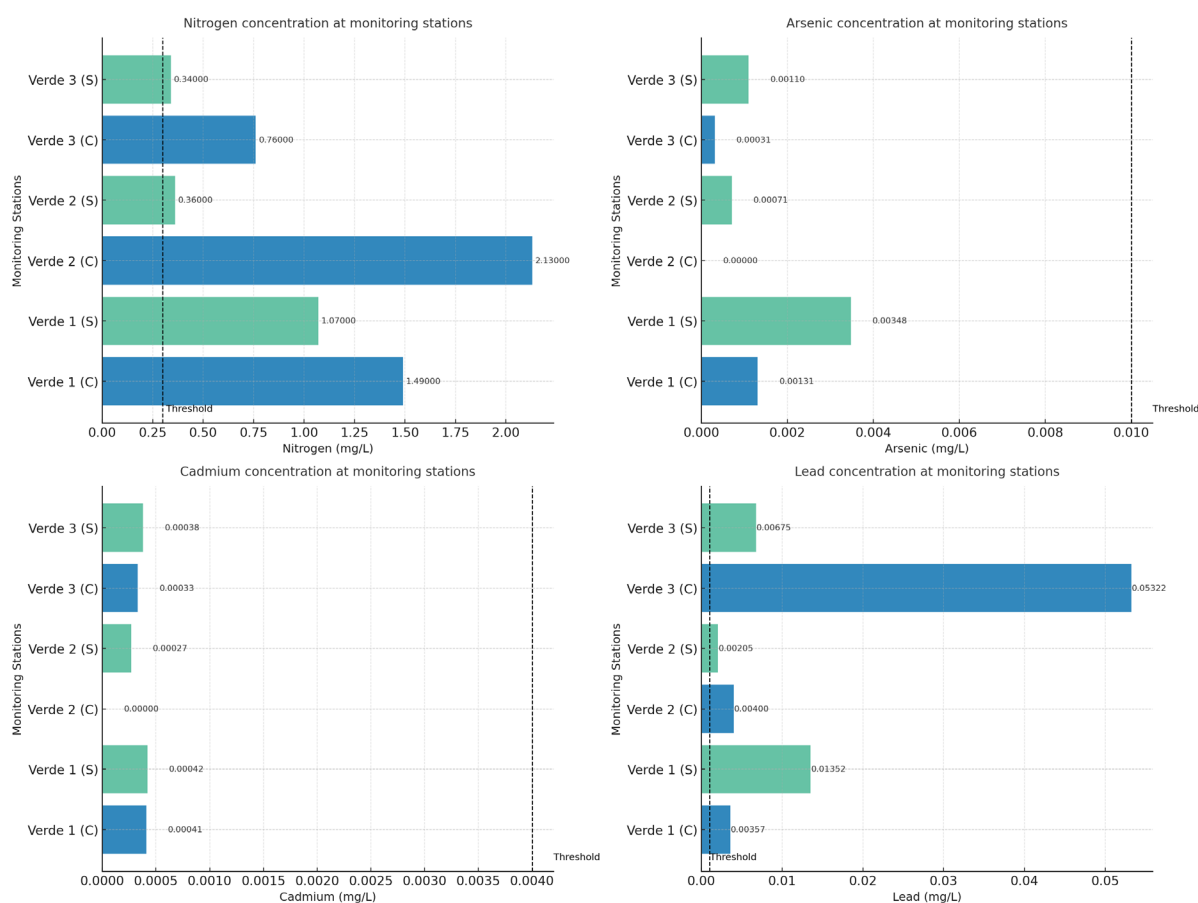 Nitrogen concentration at monitoring stations
Monitoring Stations
Verde 3 (S)
0.34000
Verde 3 (C)
0.76000
Verde 2 (S)
0.36000
Verde 2 (C)
2.13000
Verde 1 (S)
1.07000
Verde 1 (C)
1.49000
Threshold
0.00 0.25 0.50 0.75 1.00 1.25 1.50 1.75 2.00
Nitrogen (mg/L)
Arsenic concentration at monitoring stations
Monitoring Stations
Verde 3 (S)
0.00110
Verde 3 (C)
0.00031
Verde 2 (S)
0.00071
Verde 2 (C)
0.00000
Verde 1 (S)
0.00348
Verde 1 (C)
0.00131
Threshold
0.000 0.002 0.004 0.006 0.008 0.010
Arsenic (mg/L)
Cadmium concentration at monitoring stations
Monitoring Stations
Verde 3 (S)
0.00038
Verde 3 (C)
0.00033
Verde 2 (S)
0.00027
Verde 2 (C)
0.00000
Verde 1 (S)
0.00042
Verde 1 (C)
0.00041
Threshold
0.0000 0.0005 0.0010 0.0015 0.0020 0.0025 0.0030 0.0035 0.0040
Cadmium (mg/L)
Lead concentration at monitoring stations
Monitoring Stations
Verde 3 (S)
0.00675
Verde 3 (C)
0.05322
Verde 2 (S)
0.00205
Verde 2 (C)
0.00400
Verde 1 (S)
0.01352
Verde 1 (C)
0.00357
Threshold
0.00 0.01 0.02 0.03 0.04 0.05
Lead (mg/L)